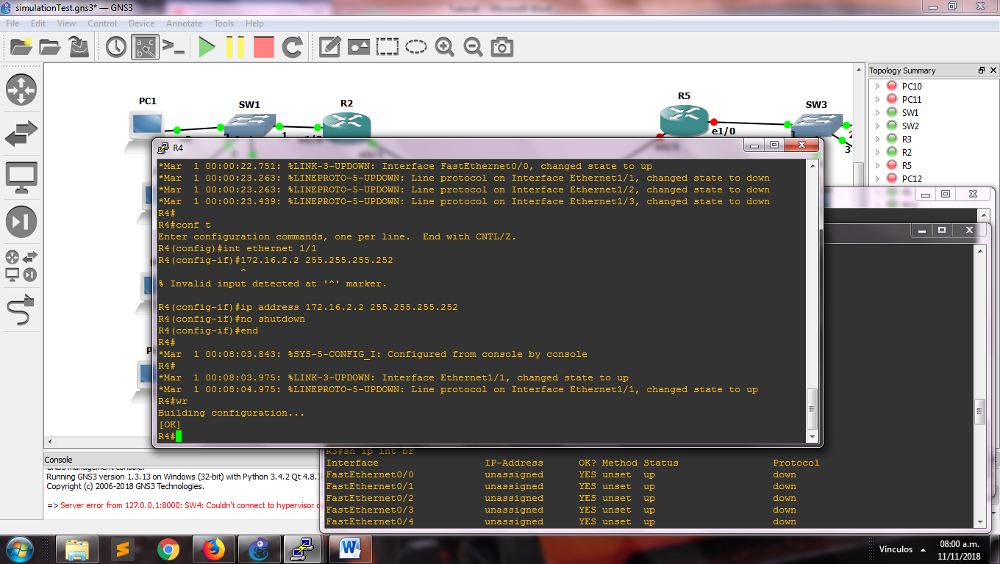 simulationTest.gns3* — GNS3
File Edit View Control Device Annotate Tools Help
Topology Summary
PC10
PC11
SW1
SW2
R3
R2
R5
PC12
PC1
SW1
R2
R5
SW3
e1/0
1
2
3
1
R4
*Mar  1 00:00:22.751: %LINK-3-UPDOWN: Interface FastEthernet0/0, changed state to up
*Mar  1 00:00:23.263: %LINEPROTO-5-UPDOWN: Line protocol on Interface Ethernet1/1, changed state to down
*Mar  1 00:00:23.263: %LINEPROTO-5-UPDOWN: Line protocol on Interface Ethernet1/2, changed state to down
*Mar  1 00:00:23.439: %LINEPROTO-5-UPDOWN: Line protocol on Interface Ethernet1/3, changed state to down
R4#
R4#conf t
Enter configuration commands, one per line.  End with CNTL/Z.
R4(config)#int ethernet 1/1
R4(config-if)#172.16.2.2 255.255.255.252
^
% Invalid input detected at '^' marker.
R4(config-if)#ip address 172.16.2.2 255.255.255.252
R4(config-if)#no shutdown
R4(config-if)#end
R4#
*Mar  1 00:08:03.843: %SYS-5-CONFIG_I: Configured from console by console
R4#
*Mar  1 00:08:03.975: %LINK-3-UPDOWN: Interface Ethernet1/1, changed state to up
*Mar  1 00:08:04.975: %LINEPROTO-5-UPDOWN: Line protocol on Interface Ethernet1/1, changed state to up
R4#wr
Building configuration...
[OK]
R4#
Console
GNS3 management console.
Running GNS3 version 1.3.13 on Windows (32-bit) with Python 3.4.2 Qt 4.8.
Copyright (c) 2006-2018 GNS3 Technologies.
=> Server error from 127.0.0.1:8000: SW4: Couldn't connect to hypervisor
R3#sh ip int br
Interface IP-Address OK? Method Status Protocol
FastEthernet0/0 unassigned YES unset up down
FastEthernet0/1 unassigned YES unset up down
FastEthernet0/2 unassigned YES unset up down
FastEthernet0/3 unassigned YES unset up down
FastEthernet0/4 unassigned YES unset up down
Vínculos
08:00 a.m.
11/11/2018